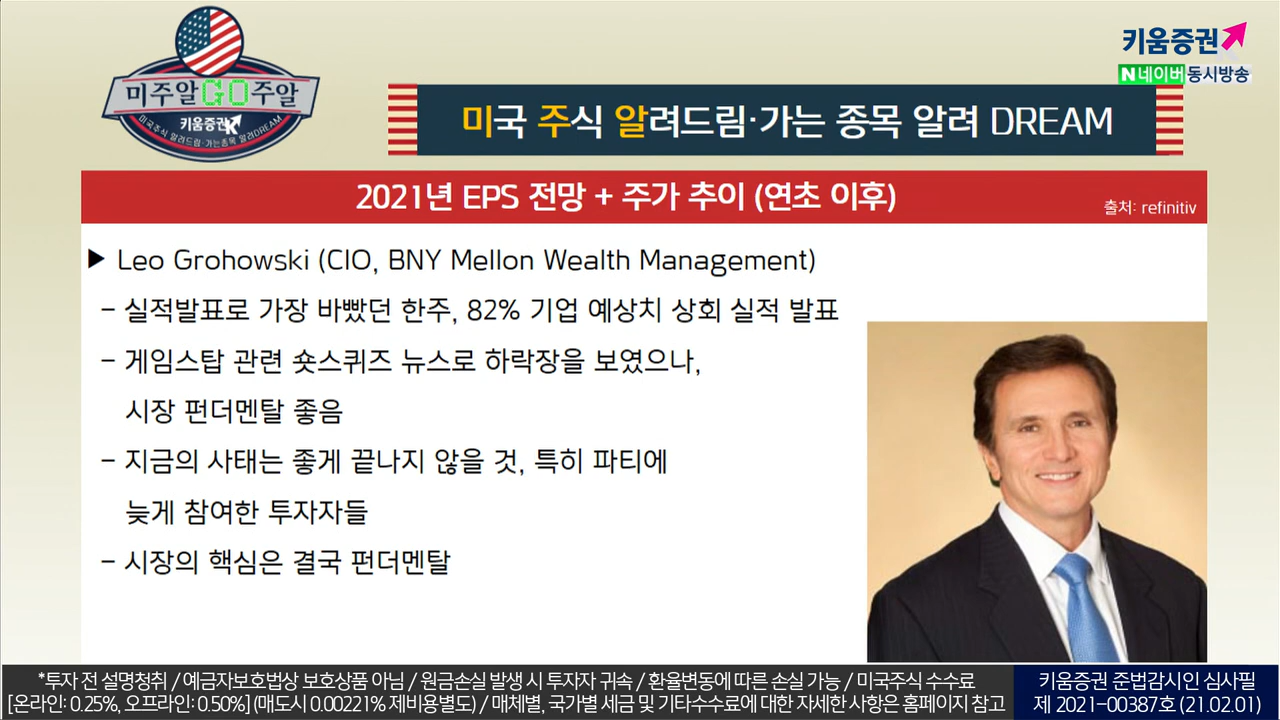 미주알GO주알
키움증권K
미국주식 알려드림·가는종목 알려DREAM
키움증권
N 네이버 동시방송
미국 주식 알려드림·가는 종목 알려 DREAM
2021년 EPS 전망 + 주가 추이 (연초 이후)
출처: refinitiv
▶ Leo Grohowski (CIO, BNY Mellon Wealth Management)
- 실적발표로 가장 바빴던 한주, 82% 기업 예상치 상회 실적 발표
- 게임스탑 관련 숏스퀴즈 뉴스로 하락장을 보였으나,
시장 펀더멘탈 좋음
- 지금의 사태는 좋게 끝나지 않을 것, 특히 파티에
늦게 참여한 투자자들
- 시장의 핵심은 결국 펀더멘탈
*투자 전 설명청취 / 예금자보호법상 보호상품 아님 / 원금손실 발생 시 투자자 귀속 / 환율변동에 따른 손실 가능 / 미국주식 수수료
[온라인: 0.25%, 오프라인: 0.50%] (매도시 0.00221% 제비용별도) / 매체별, 국가별 세금 및 기타수수료에 대한 자세한 사항은 홈페이지 참고
키움증권 준법감시인 심사필
제 2021-00387호 (21.02.01)